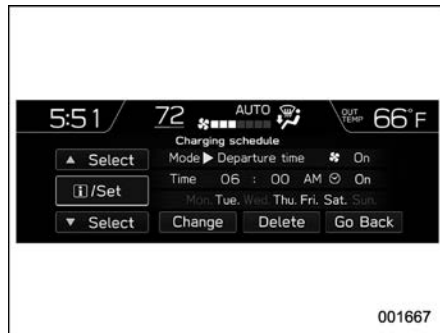 5:51 72 AUTO OUT TEMP 66°F
Charging schedule
▲ Select Mode ▶ Departure time On
i/Set Time 06 : 00 AM On
Mon. Tue. Wed. Thu. Fri. Sat. Sun.
▼ Select Change Delete Go Back
001667